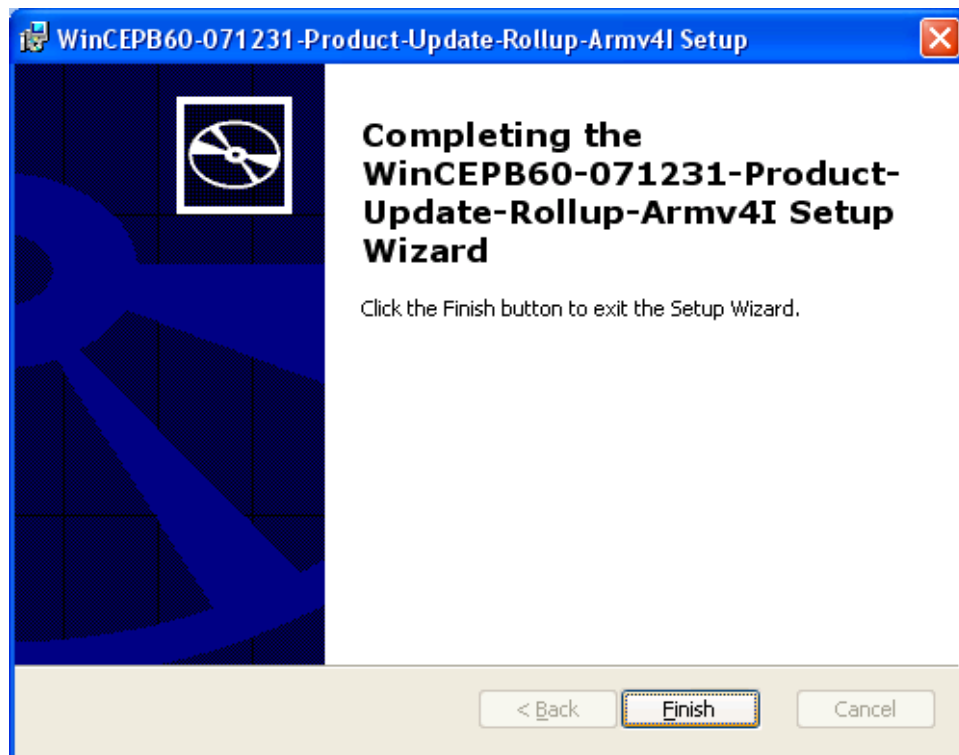 WinCEPB60-071231-Product-Update-Rollup-Armv4I Setup
Completing the
WinCEPB60-071231-Product-
Update-Rollup-Armv4I Setup
Wizard
Click the Finish button to exit the Setup Wizard.
< Back
Finish
Cancel